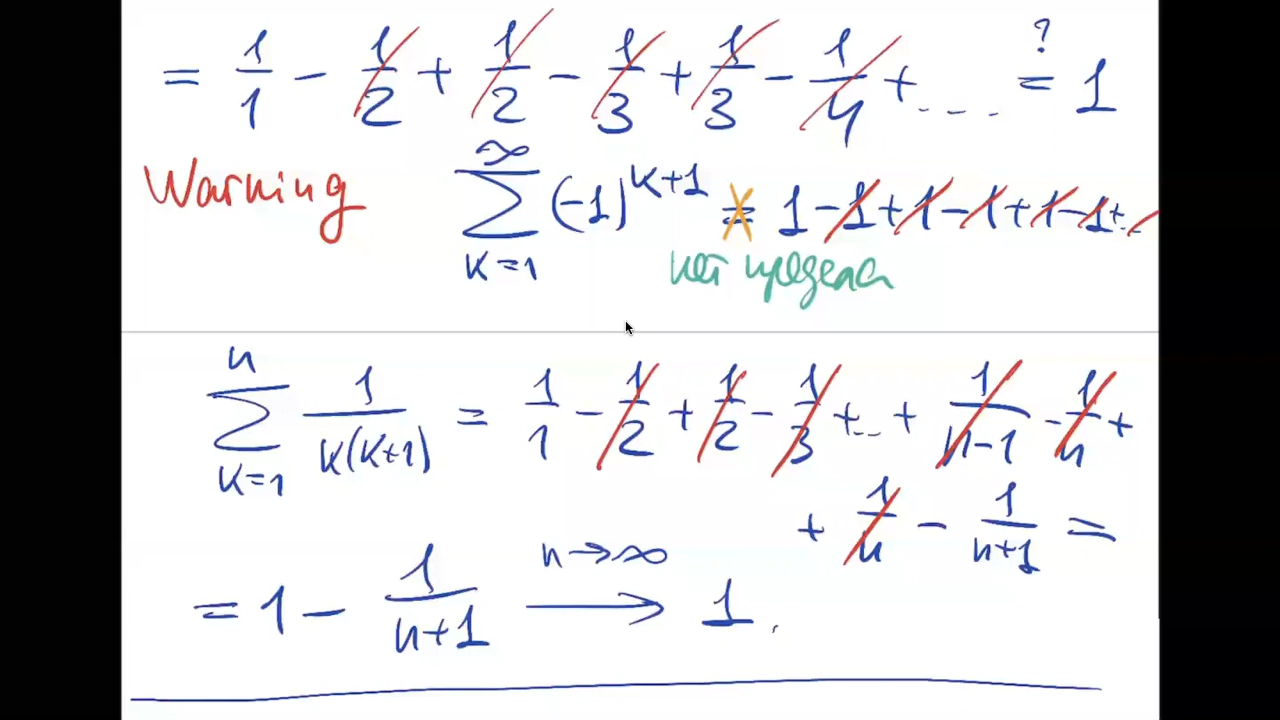 = 1/1 - 1/2 + 1/2 - 1/3 + 1/3 - 1/4 + .... =? 1
Warning ∑_{k=1}^{∞} (-1)^{k+1} = 1 - 1 + 1 - 1 + 1 - 1 + ..
нет предела
∑_{k=1}^{n} 1/(k(k+1)) = 1/1 - 1/2 + 1/2 - 1/3 + .. + 1/(n-1) - 1/n +
+ 1/n - 1/(n+1) =
= 1 - 1/(n+1) →^{n→∞} 1.